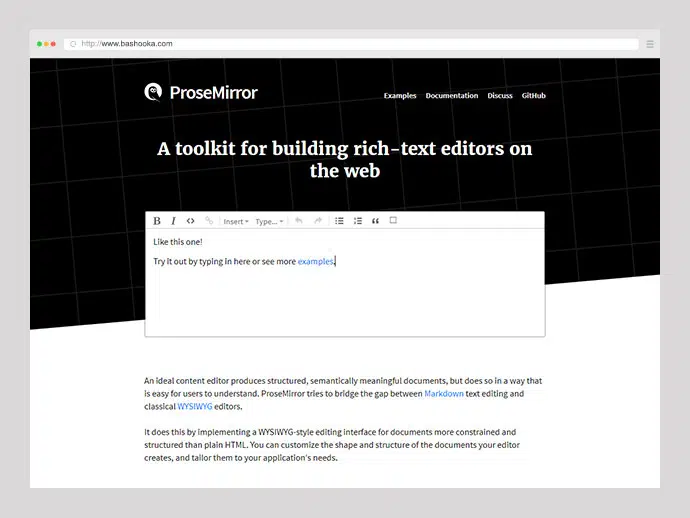 http://www.bashooka.com
ProseMirror
Examples Documentation Discuss GitHub
A toolkit for building rich-text editors on
the web
B I <> Insert Type...
Like this one!
Try it out by typing in here or see more examples.
An ideal content editor produces structured, semantically meaningful documents, but does so in a way that
is easy for users to understand. ProseMirror tries to bridge the gap between Markdown text editing and
classical WYSIWYG editors.
It does this by implementing a WYSIWYG-style editing interface for documents more constrained and
structured than plain HTML. You can customize the shape and structure of the documents your editor
creates, and tailor them to your application's needs.